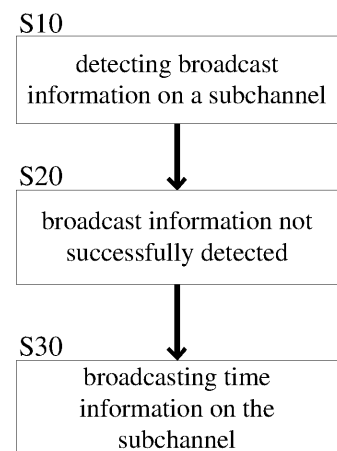 S10
detecting broadcast
information on a subchannel
S20
broadcast information not
successfully detected
S30
broadcasting time
information on the
subchannel